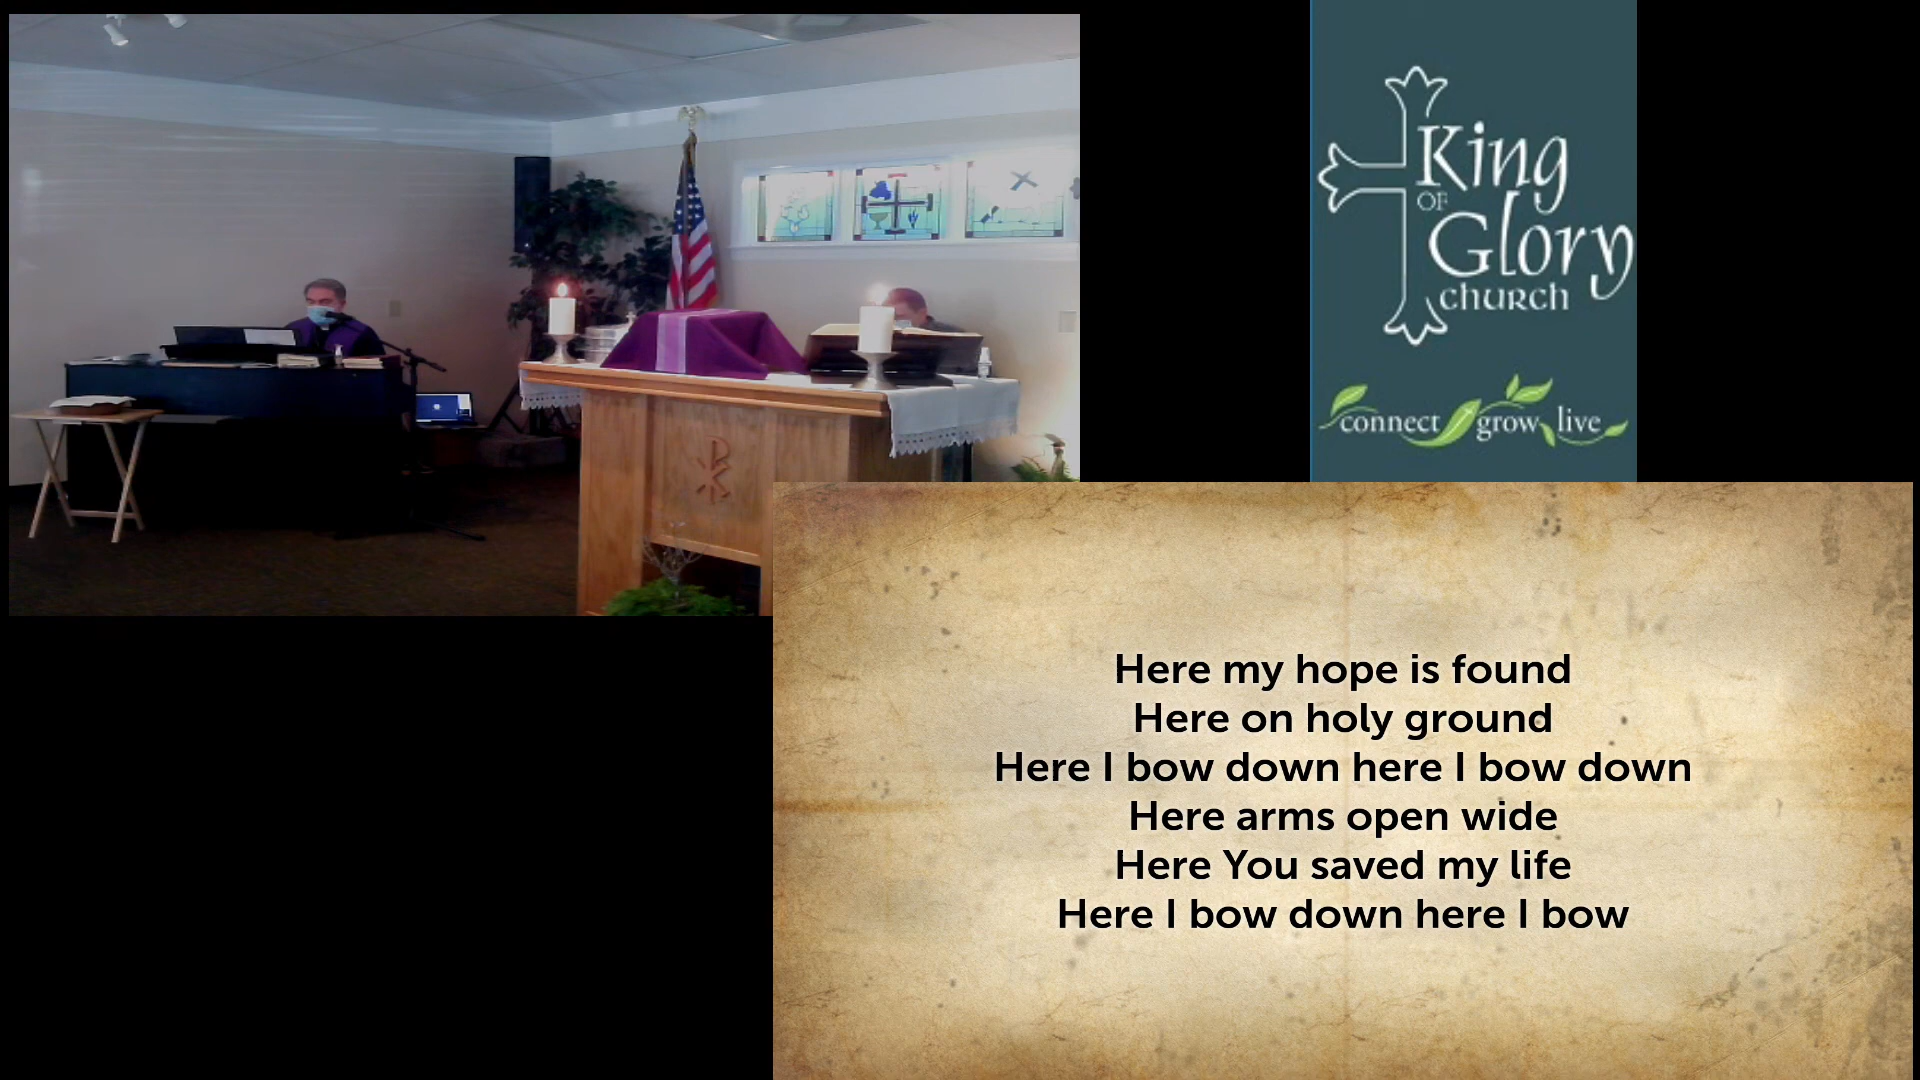 King
OF
Glory
church
connect grow live
Here my hope is found
Here on holy ground
Here I bow down here I bow down
Here arms open wide
Here You saved my life
Here I bow down here I bow